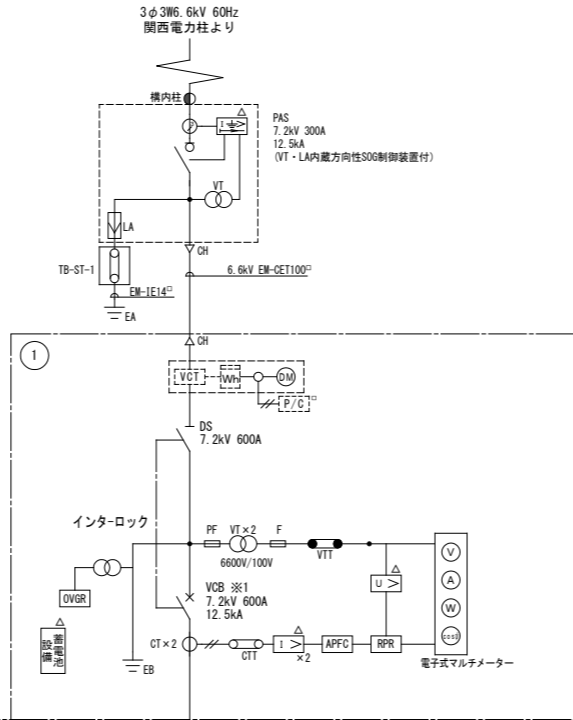 3φ3W6.6kV 60Hz
関西電力柱より
構内柱
I >
PAS
7.2kV 300A
12.5kA
(VT・LA内蔵方向性SOG制御装置付)
VT
LA
CH
TB-ST-1
6.6kV EM-CET100□
EM-IE14□
EA
1
CH
VCT
Wh
DM
P/C
DS
7.2kV 600A
インターロック
PF
VT×2
F
6600V/100V
VTT
V
OVGR
VCB ※1
7.2kV 600A
12.5kA
U >
A
W
蓄電池
設備
cosθ
CT×2
CTT
I >
×2
APFC
RPR
EB
電子式マルチメーター